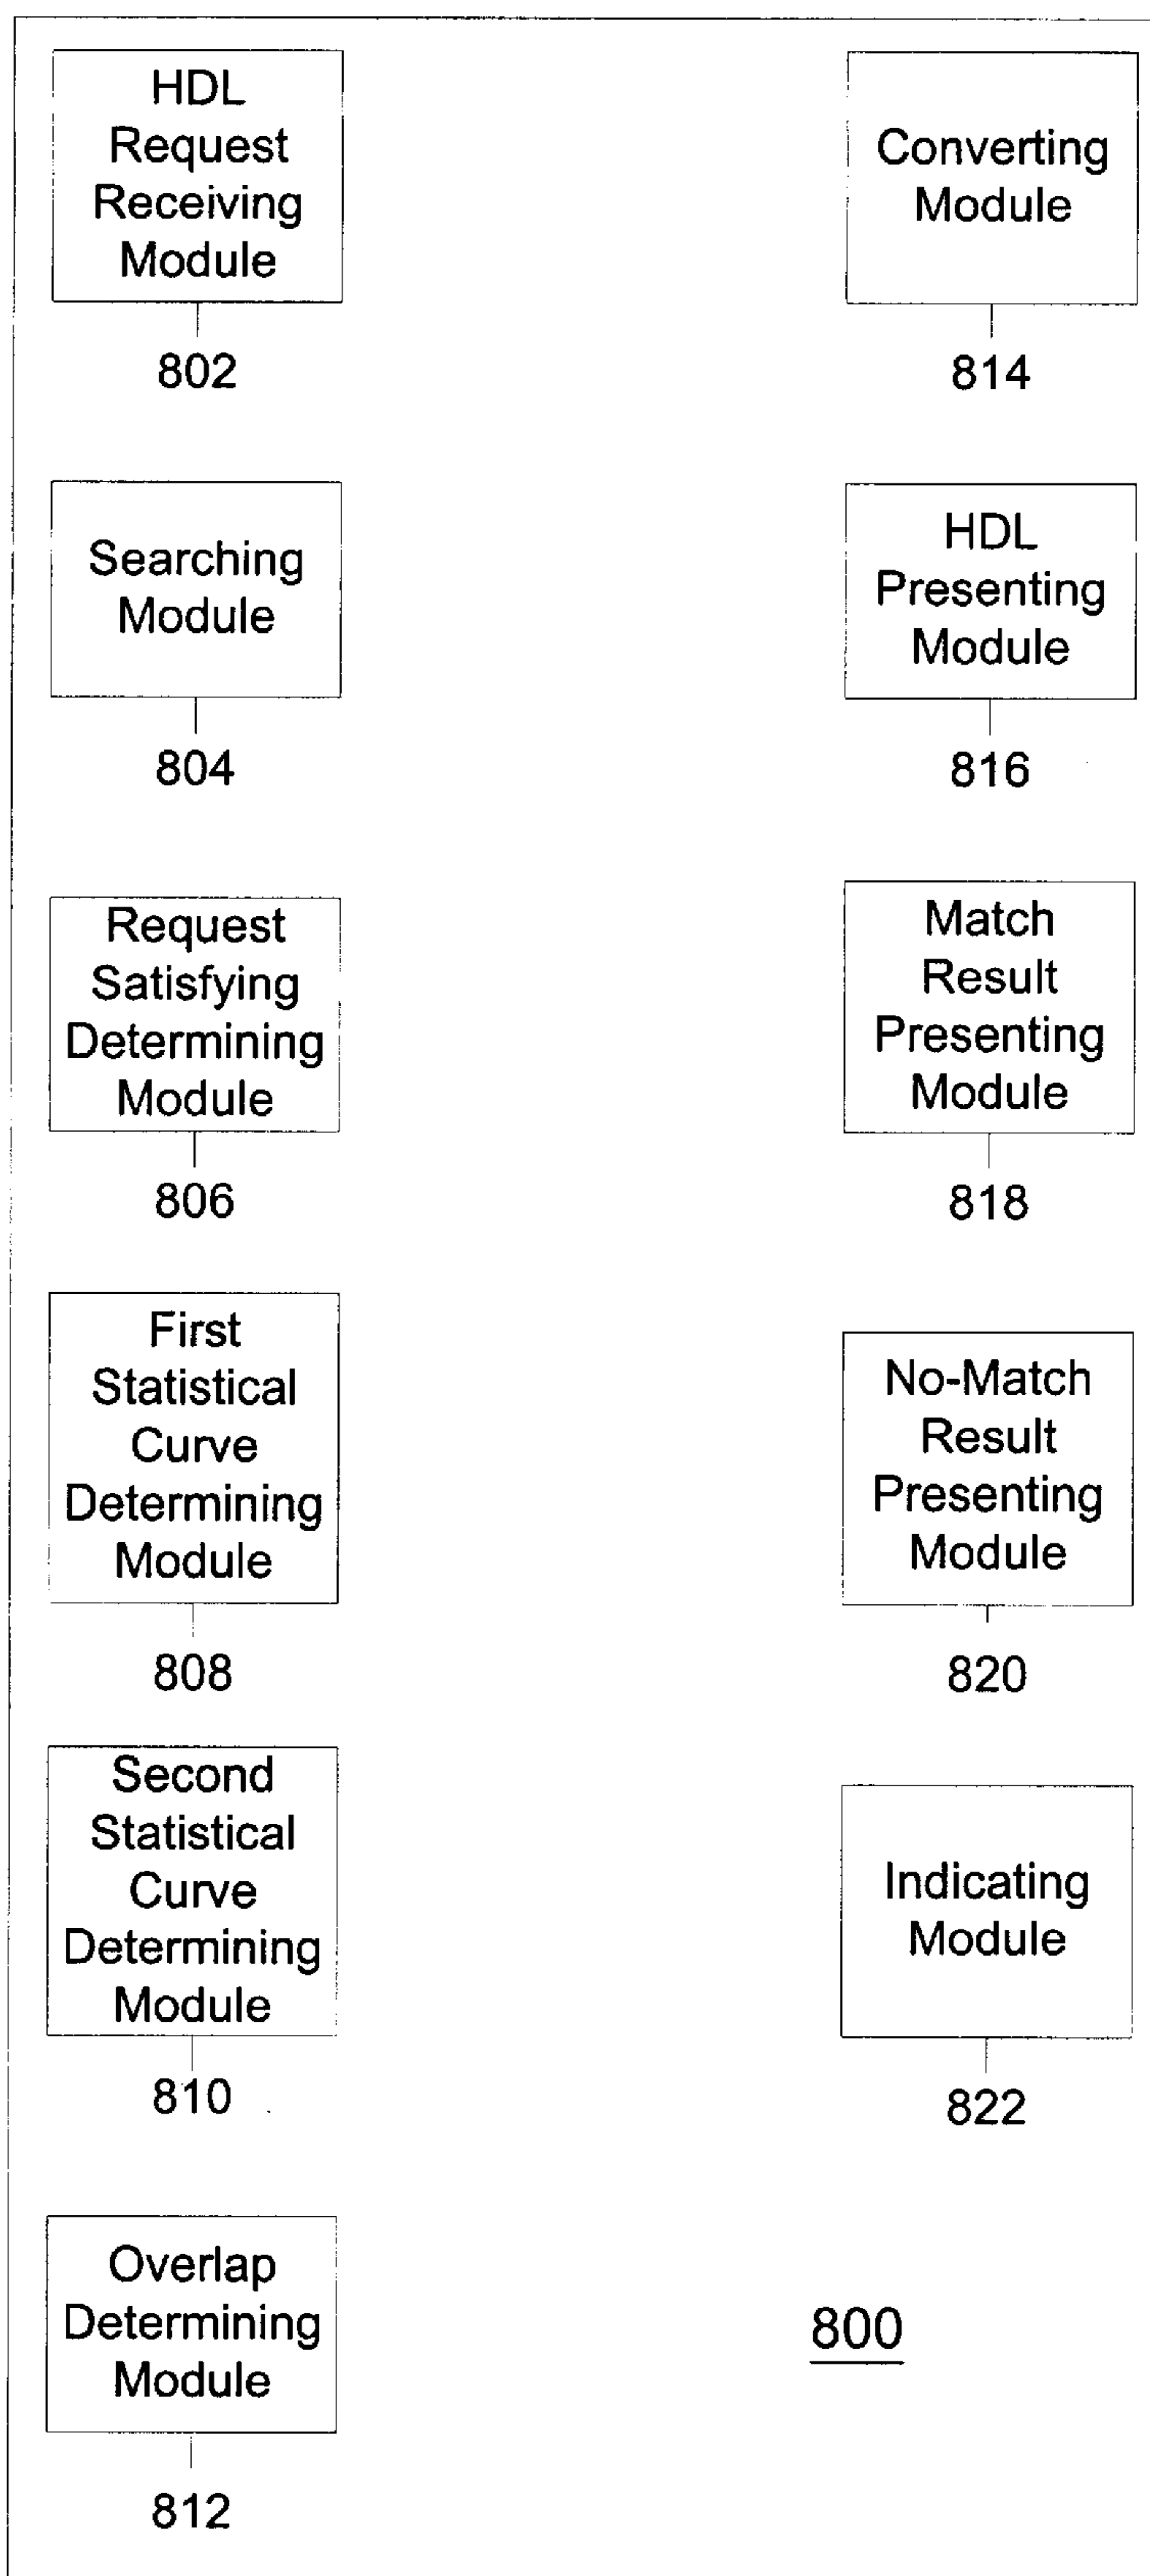 HDL
Request
Receiving
Module
802
Searching
Module
804
Request
Satisfying
Determining
Module
806
First
Statistical
Curve
Determining
Module
808
Second
Statistical
Curve
Determining
Module
810
Overlap
Determining
Module
812
Converting
Module
814
HDL
Presenting
Module
816
Match
Result
Presenting
Module
818
No-Match
Result
Presenting
Module
820
Indicating
Module
822
800